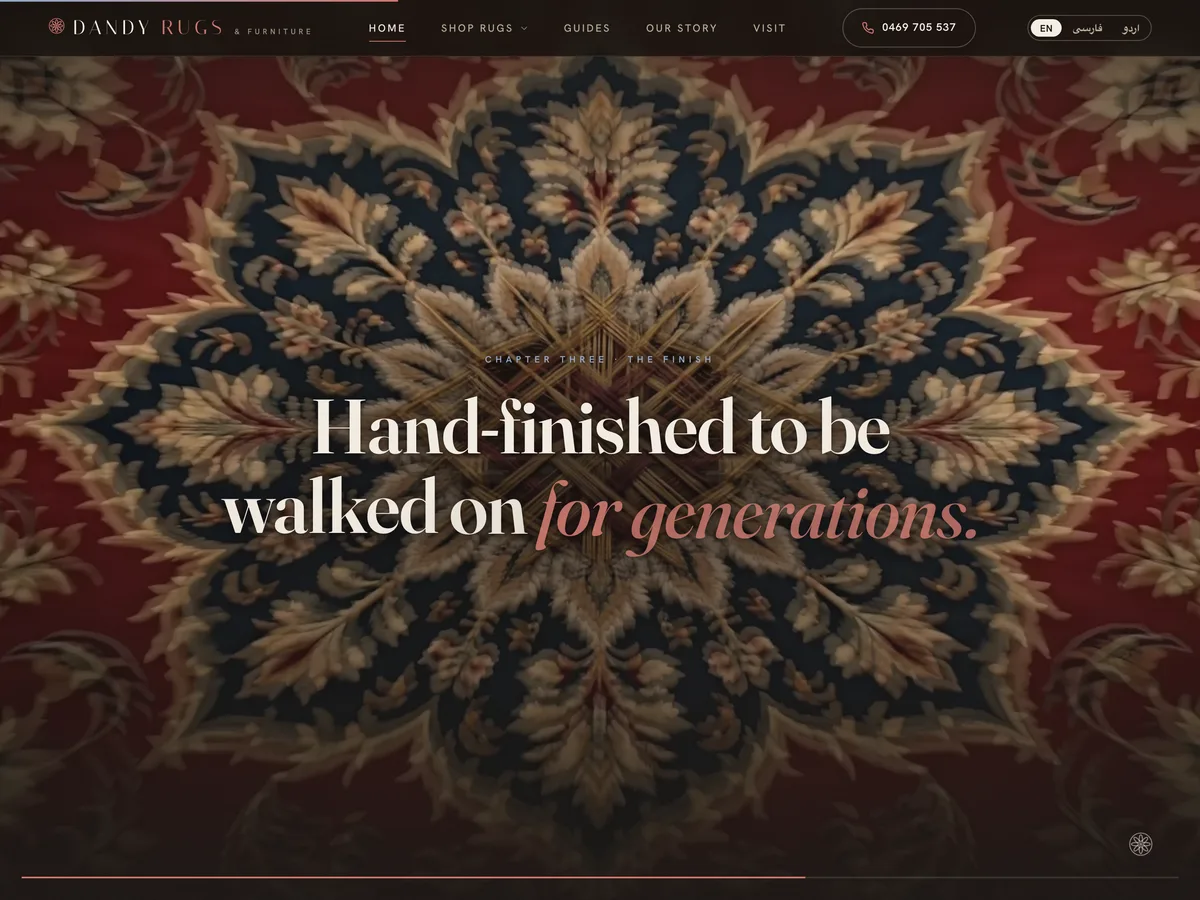 DANDY RUGS & FURNITURE
HOME
SHOP RUGS
GUIDES
OUR STORY
VISIT
0469 705 537
EN
فارسی
اردو
CHAPTER THREE · THE FINISH
Hand-finished to be
walked on for generations.